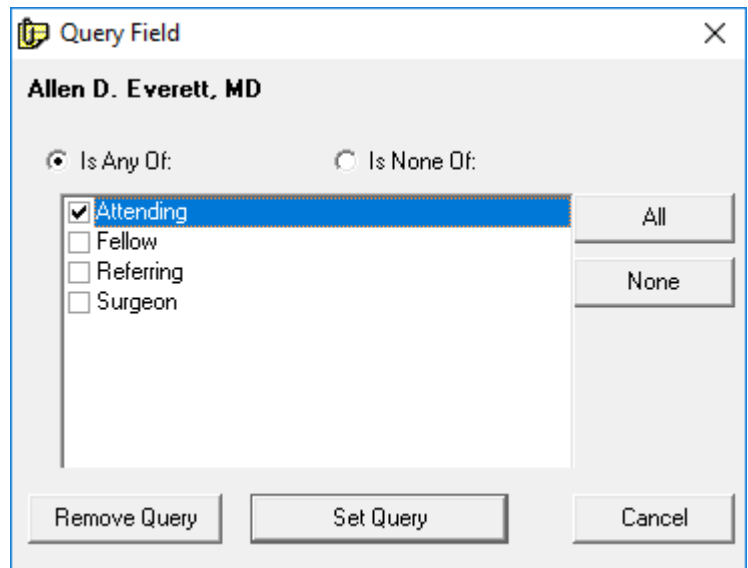 Query Field
Allen D. Everett, MD
Is Any Of: Is None Of:
Attending
All
Fellow
Referring
None
Surgeon
Remove Query Set Query Cancel